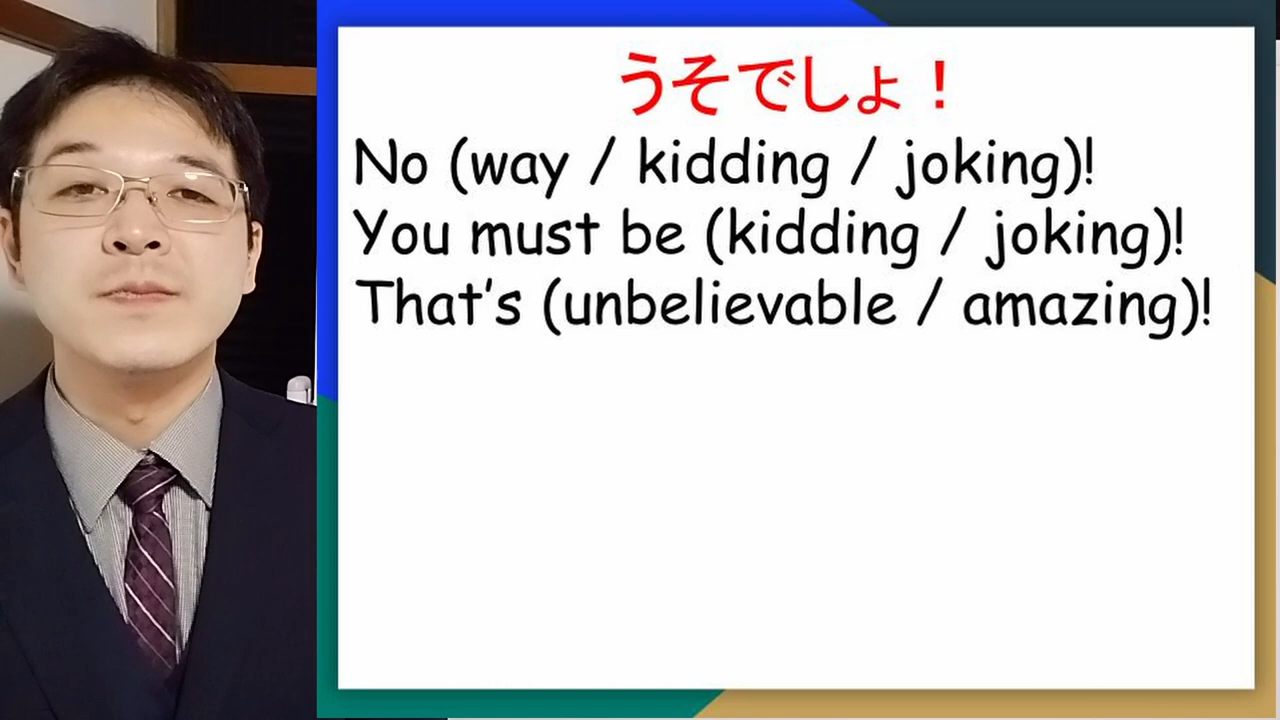 うそでしょ！
No (way / kidding / joking)!
You must be (kidding / joking)!
That's (unbelievable / amazing)!